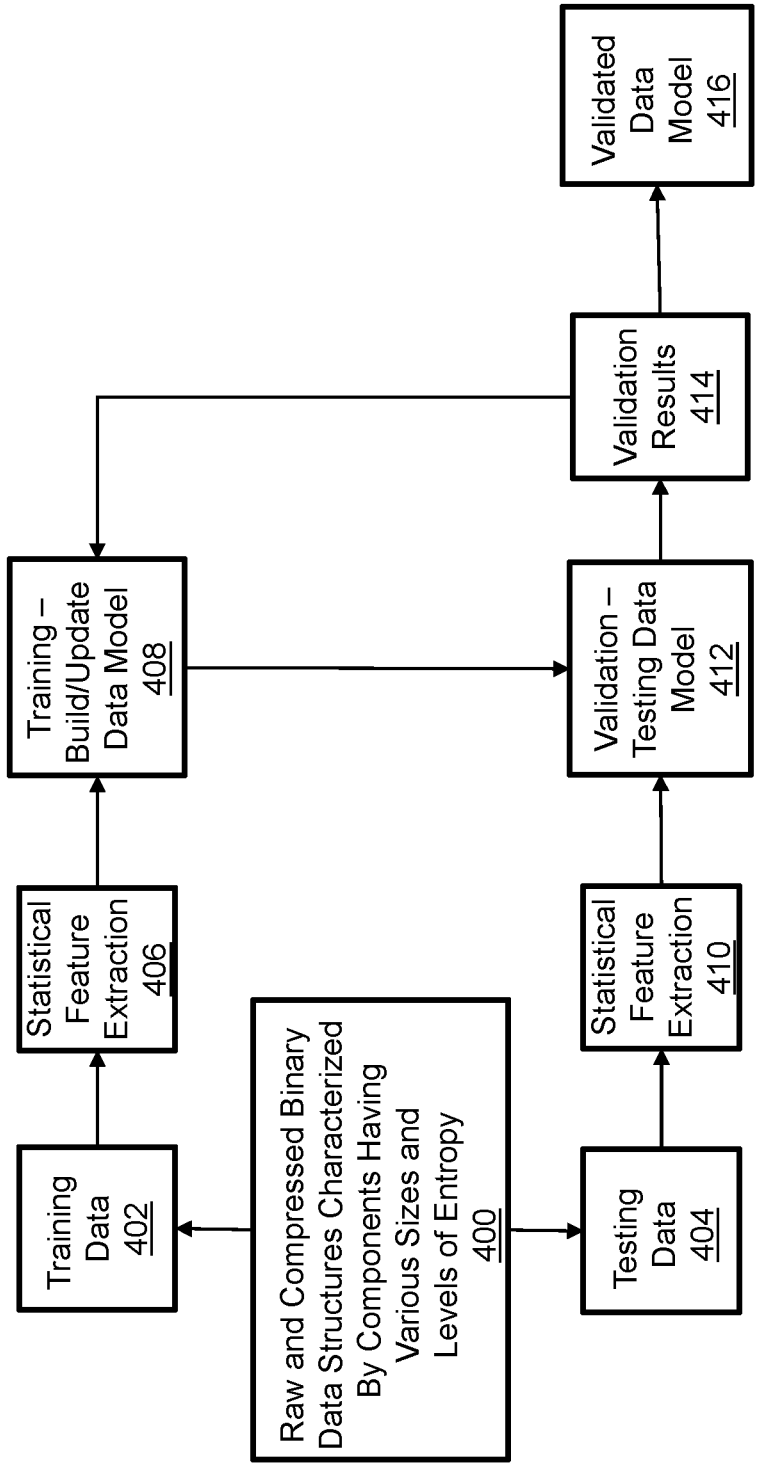 Training
Data
402
Statistical
Feature
Extraction
406
Training –
Build/Update
Data Model
408
Raw and Compressed Binary
Data Structures Characterized
By Components Having
Various Sizes and
Levels of Entropy
400
Testing
Data
404
Statistical
Feature
Extraction
410
Validation –
Testing Data
Model
412
Validation
Results
414
Validated
Data
Model
416